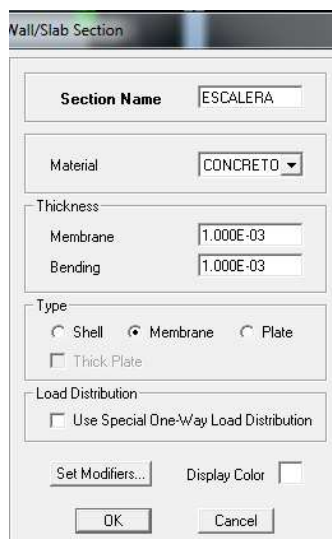 Wall/Slab Section
Section Name ESCALERA
Material CONCRETO
Thickness
Membrane 1.000E-03
Bending 1.000E-03
Type
Shell Membrane Plate
Thick Plate
Load Distribution
Use Special One-Way Load Distribution
Set Modifiers... Display Color
OK Cancel